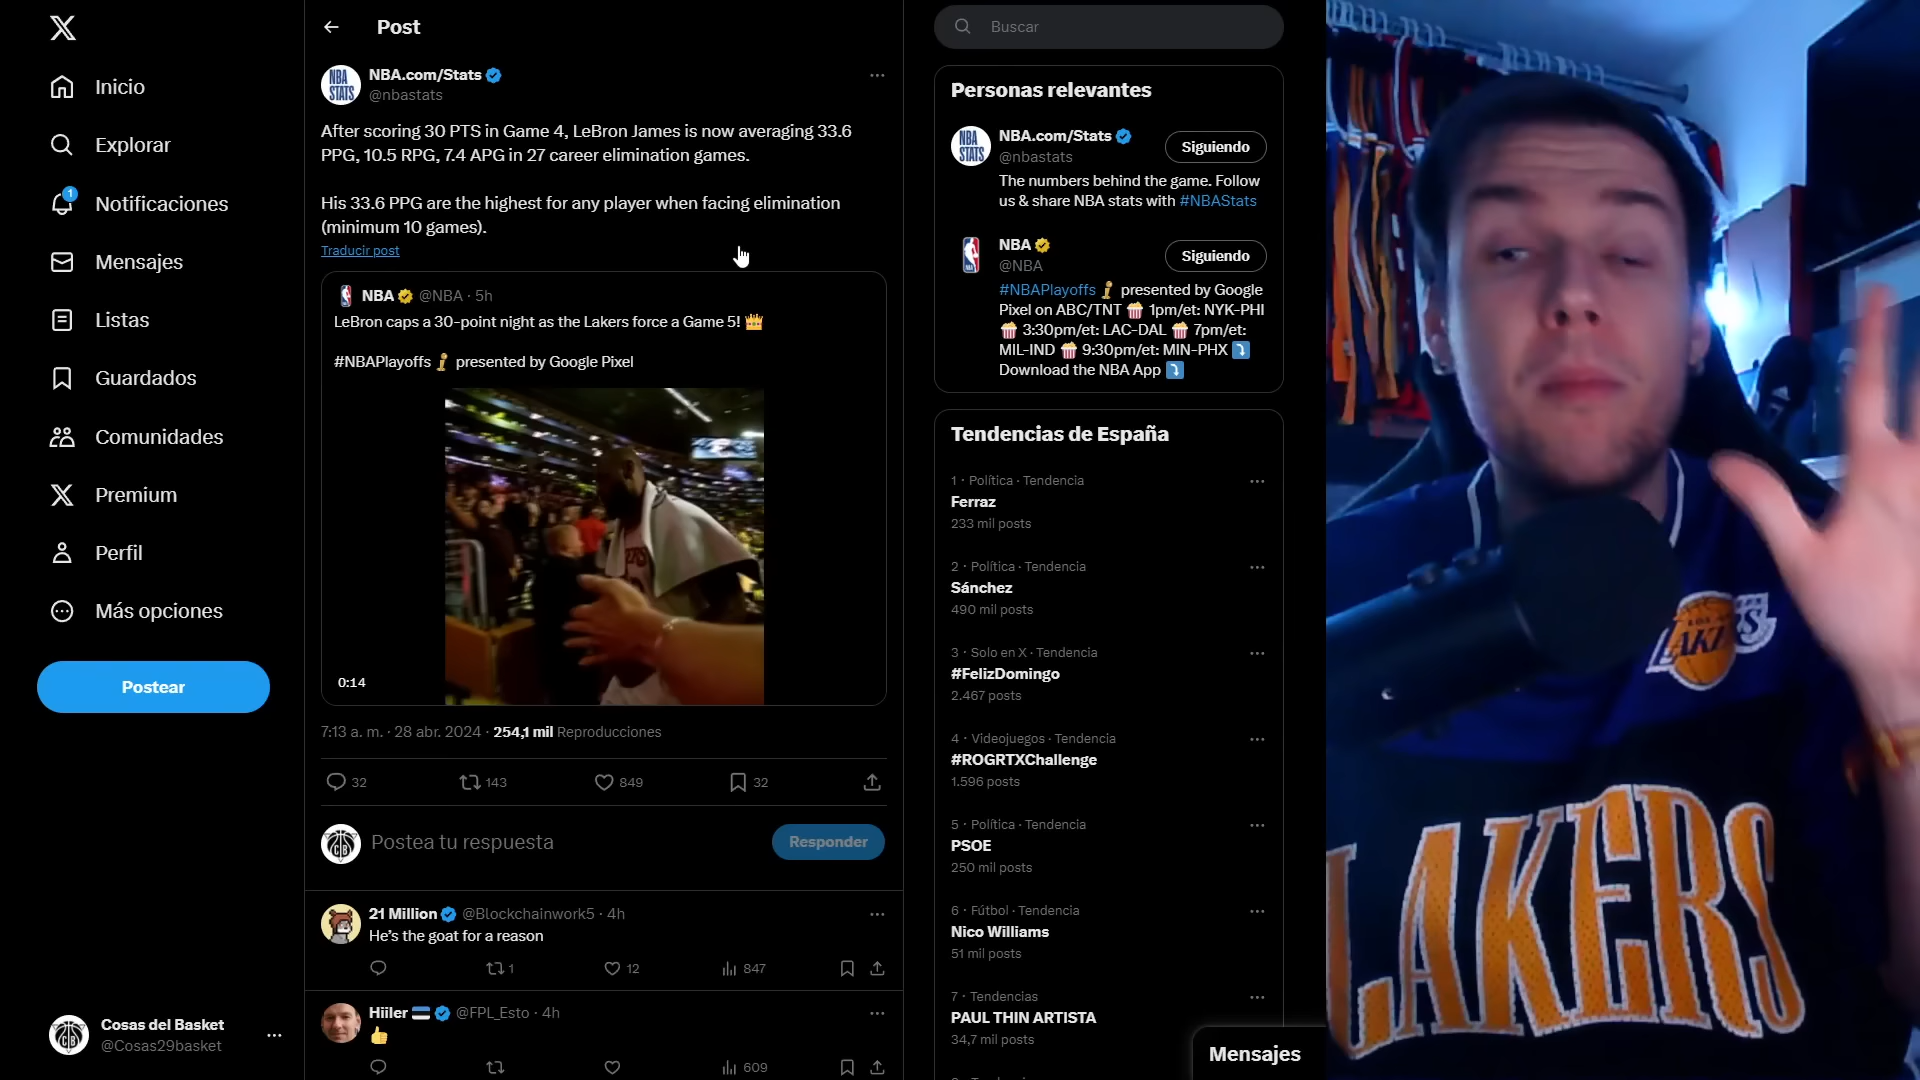 Inicio
Explorar
1
Notificaciones
Mensajes
Listas
Guardados
Comunidades
Premium
Perfil
Más opciones
Postear
Cosas del Basket
@Cosas29basket
Post
NBA STATS
NBA.com/Stats
@nbastats
After scoring 30 PTS in Game 4, LeBron James is now averaging 33.6
PPG, 10.5 RPG, 7.4 APG in 27 career elimination games.
His 33.6 PPG are the highest for any player when facing elimination
(minimum 10 games).
Traducir post
NBA @NBA · 5h
LeBron caps a 30-point night as the Lakers force a Game 5! 👑
#NBAPlayoffs presented by Google Pixel
0:14
7:13 a. m. · 28 abr. 2024 · 254,1 mil Reproducciones
32 143 849 32
Postea tu respuesta
Responder
21 Million @Blockchainwork5 · 4h
He's the goat for a reason
1 12 847
Hiiler 🇪🇪 @FPL_Esto · 4h
👍
609
Buscar
Personas relevantes
NBA STATS
NBA.com/Stats
@nbastats
Siguiendo
The numbers behind the game. Follow
us & share NBA stats with #NBAStats
NBA
@NBA
Siguiendo
#NBAPlayoffs presented by Google
Pixel on ABC/TNT 🍿 1pm/et: NYK-PHI
🍿 3:30pm/et: LAC-DAL 🍿 7pm/et:
MIL-IND 🍿 9:30pm/et: MIN-PHX ⤵️
Download the NBA App ⤵️
Tendencias de España
1 · Política · Tendencia
Ferraz
233 mil posts
2 · Política · Tendencia
Sánchez
490 mil posts
3 · Solo en X · Tendencia
#FelizDomingo
2.467 posts
4 · Videojuegos · Tendencia
#ROGRTXChallenge
1.596 posts
5 · Política · Tendencia
PSOE
250 mil posts
6 · Fútbol · Tendencia
Nico Williams
51 mil posts
7 · Tendencias
PAUL THIN ARTISTA
34,7 mil posts
Mensajes
LAKERS